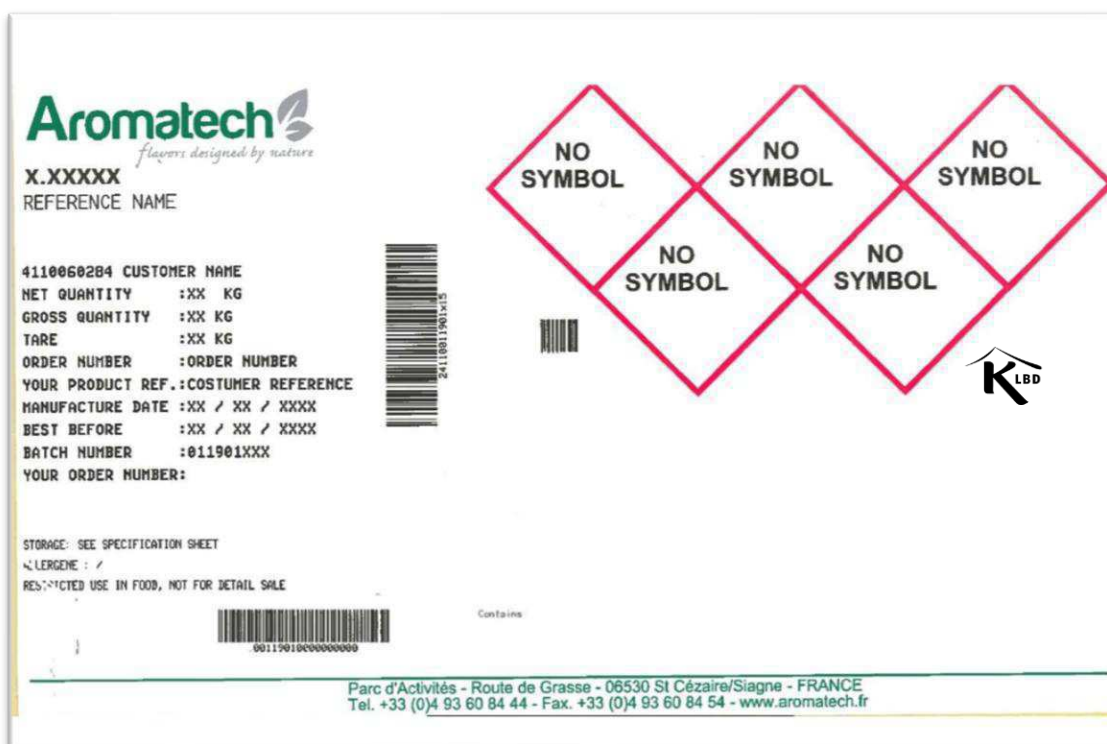 Aromatech
flavors designed by nature
X.XXXXX
REFERENCE NAME
4110060284 CUSTOMER NAME
NET QUANTITY :XX KG
GROSS QUANTITY :XX KG
TARE :XX KG
ORDER NUMBER :ORDER NUMBER
YOUR PRODUCT REF.:COSTUMER REFERENCE
MANUFACTURE DATE :XX / XX / XXXX
BEST BEFORE :XX / XX / XXXX
BATCH NUMBER :011901XXX
YOUR ORDER NUMBER:
24110011901x15
NO
SYMBOL
NO
SYMBOL
NO
SYMBOL
NO
SYMBOL
NO
SYMBOL
K LBD
STORAGE: SEE SPECIFICATION SHEET
LERGENE : /
RESTRICTED USE IN FOOD, NOT FOR DETAIL SALE
Contains
Parc d'Activités - Route de Grasse - 06530 St Cézaire/Siagne - FRANCE
Tel. +33 (0)4 93 60 84 44 - Fax. +33 (0)4 93 60 84 54 - www.aromatech.fr